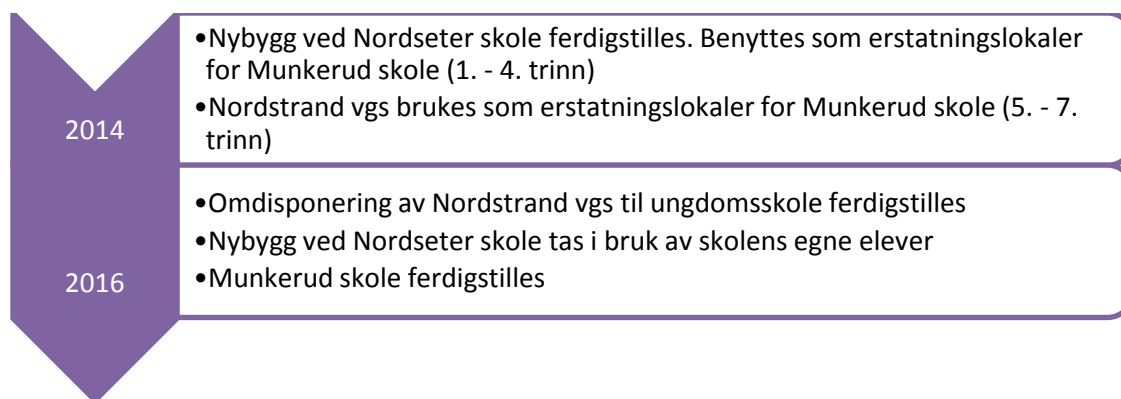 2014
•Nybygg ved Nordseter skole ferdigstilles. Benyttes som erstatningslokaler
for Munkerud skole (1. - 4. trinn)
•Nordstrand vgs brukes som erstatningslokaler for Munkerud skole (5. - 7.
trinn)
2016
•Omdisponering av Nordstrand vgs til ungdomsskole ferdigstilles
•Nybygg ved Nordseter skole tas i bruk av skolens egne elever
•Munkerud skole ferdigstilles